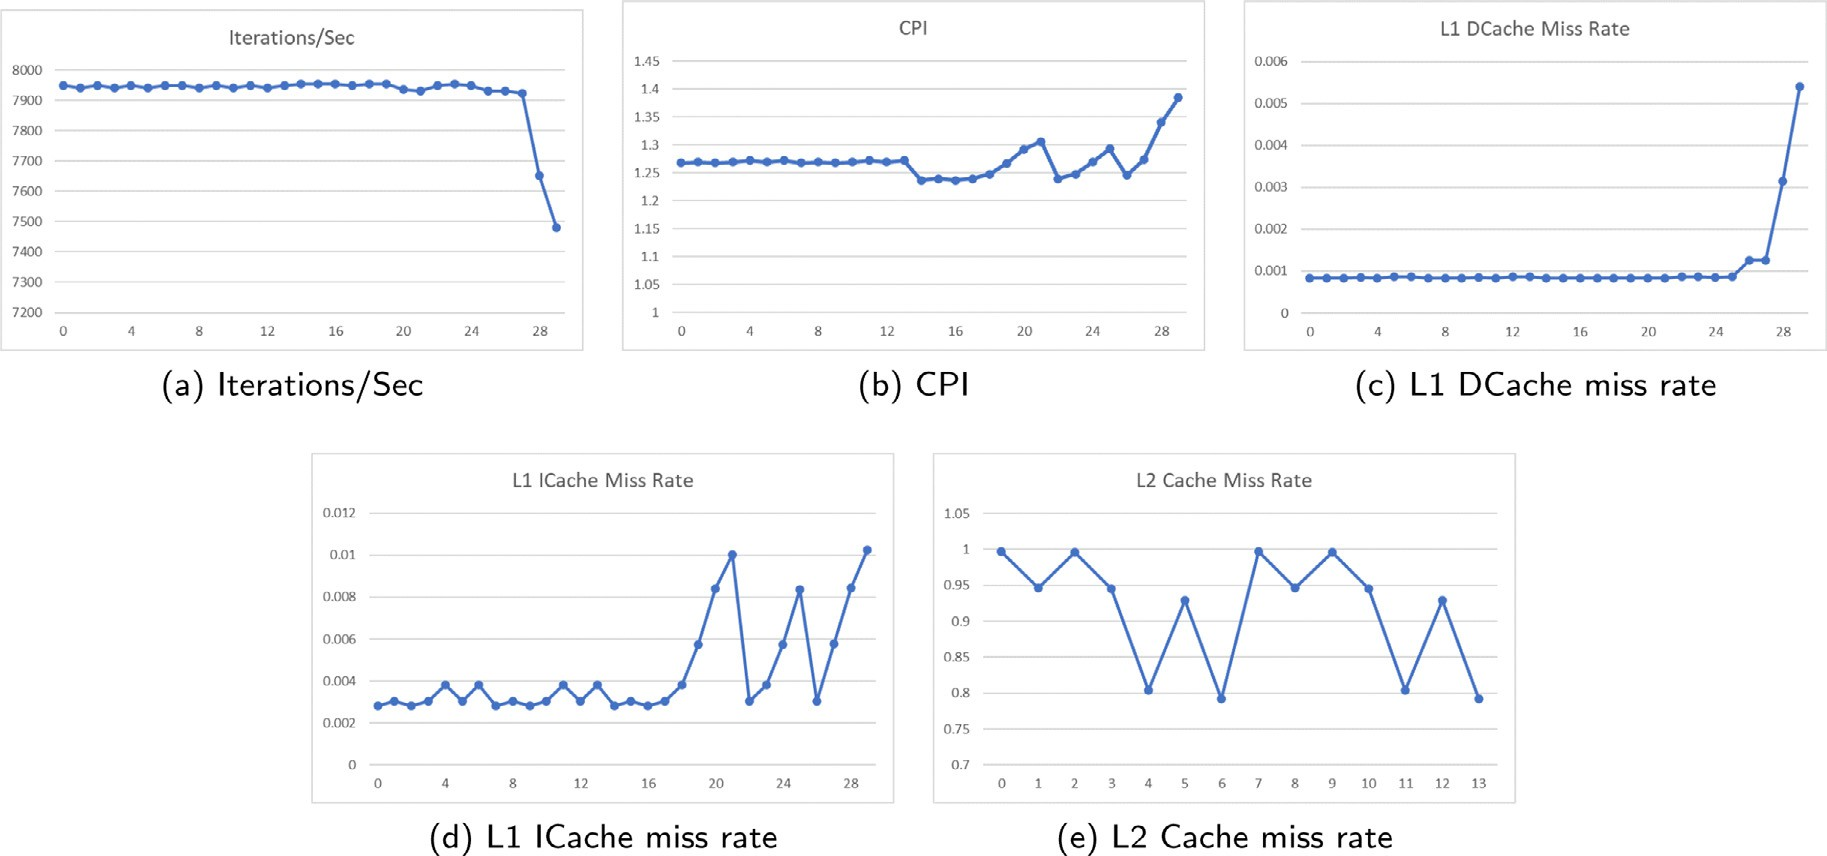 Iterations/Sec
8000
7900
7800
7700
7600
7500
7400
7300
7200
0 4 8 12 16 20 24 28
(a) Iterations/Sec
CPI
1.45
1.4
1.35
1.3
1.25
1.2
1.15
1.1
1.05
1
0 4 8 12 16 20 24 28
(b) CPI
L1 DCache Miss Rate
0.006
0.005
0.004
0.003
0.002
0.001
0
0 4 8 12 16 20 24 28
(c) L1 DCache miss rate
L1 ICache Miss Rate
0.012
0.01
0.008
0.006
0.004
0.002
0
0 4 8 12 16 20 24 28
(d) L1 ICache miss rate
L2 Cache Miss Rate
1.05
1
0.95
0.9
0.85
0.8
0.75
0.7
0 1 2 3 4 5 6 7 8 9 10 11 12 13
(e) L2 Cache miss rate